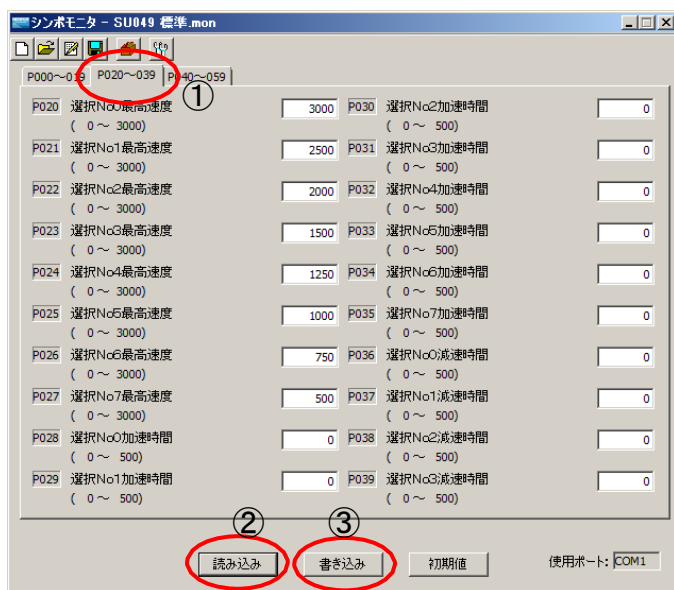 シンポモニタ - SU049 標準.mon
P000～019 P020～039 P040～059
①
P020 選択No0最高速度 3000 P030 選択No2加速時間 0
( 0～ 3000) ( 0～ 500)
P021 選択No1最高速度 2500 P031 選択No3加速時間 0
( 0～ 3000) ( 0～ 500)
P022 選択No2最高速度 2000 P032 選択No4加速時間 0
( 0～ 3000) ( 0～ 500)
P023 選択No3最高速度 1500 P033 選択No5加速時間 0
( 0～ 3000) ( 0～ 500)
P024 選択No4最高速度 1250 P034 選択No6加速時間 0
( 0～ 3000) ( 0～ 500)
P025 選択No5最高速度 1000 P035 選択No7加速時間 0
( 0～ 3000) ( 0～ 500)
P026 選択No6最高速度 750 P036 選択No0減速時間 0
( 0～ 3000) ( 0～ 500)
P027 選択No7最高速度 500 P037 選択No1減速時間 0
( 0～ 3000) ( 0～ 500)
P028 選択No0加速時間 0 P038 選択No2減速時間 0
( 0～ 500) ( 0～ 500)
P029 選択No1加速時間 0 P039 選択No3減速時間 0
( 0～ 500) ( 0～ 500)
② ③
読み込み 書き込み 初期値 使用ポート: COM1